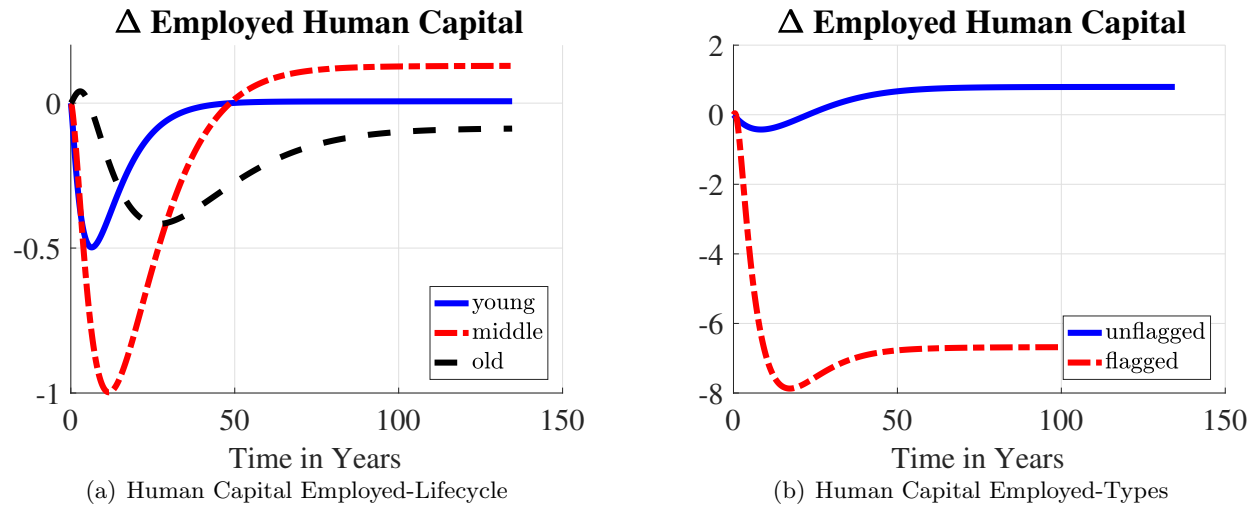 Δ Employed Human Capital
0
-0.5
-1
0
50
100
150
young
middle
old
Time in Years
(a) Human Capital Employed-Lifecycle
Δ Employed Human Capital
2
0
-2
-4
-6
-8
0
50
100
150
unflagged
flagged
Time in Years
(b) Human Capital Employed-Types